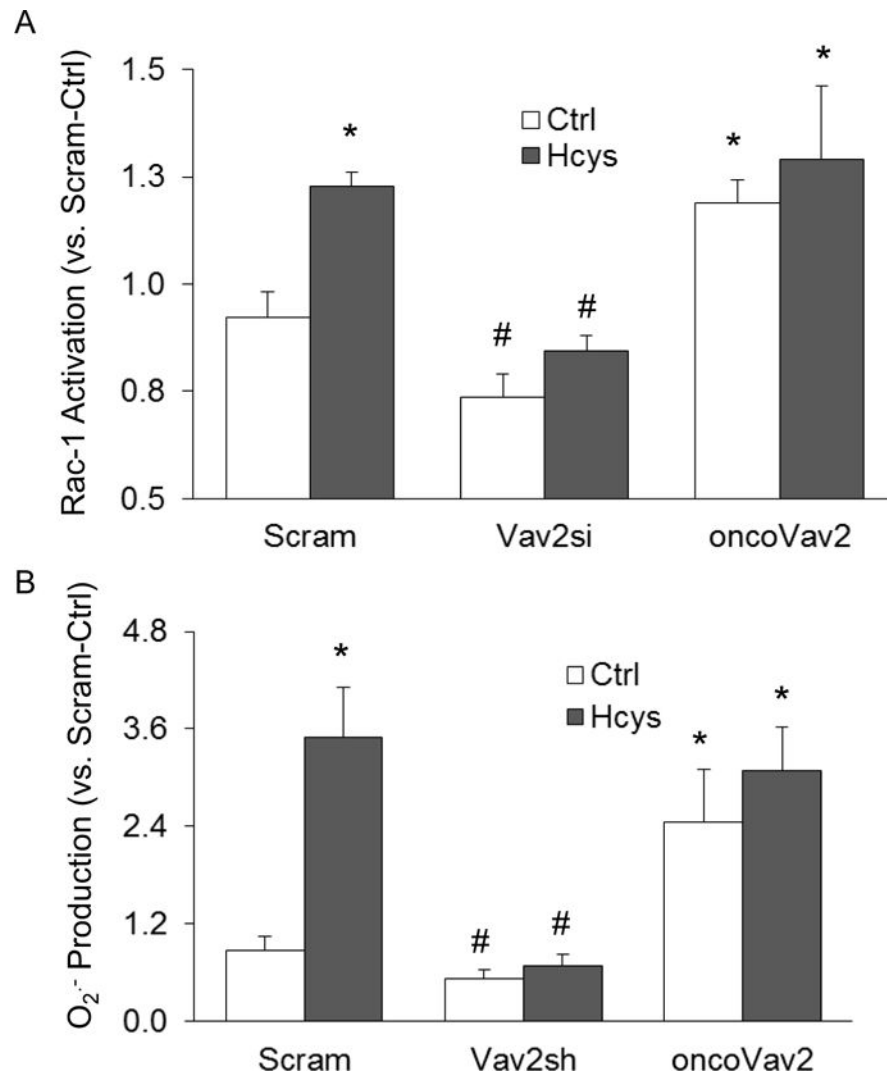 A
Rac-1 Activation (vs. Scram-Ctrl)
1.5
1.3
1.0
0.8
0.5
Ctrl
Hcys
*
#
#
*
*
Scram
Vav2si
oncoVav2
B
O₂·- Production (vs. Scram-Ctrl)
4.8
3.6
2.4
1.2
0.0
Ctrl
Hcys
*
#
#
*
*
Scram
Vav2sh
oncoVav2